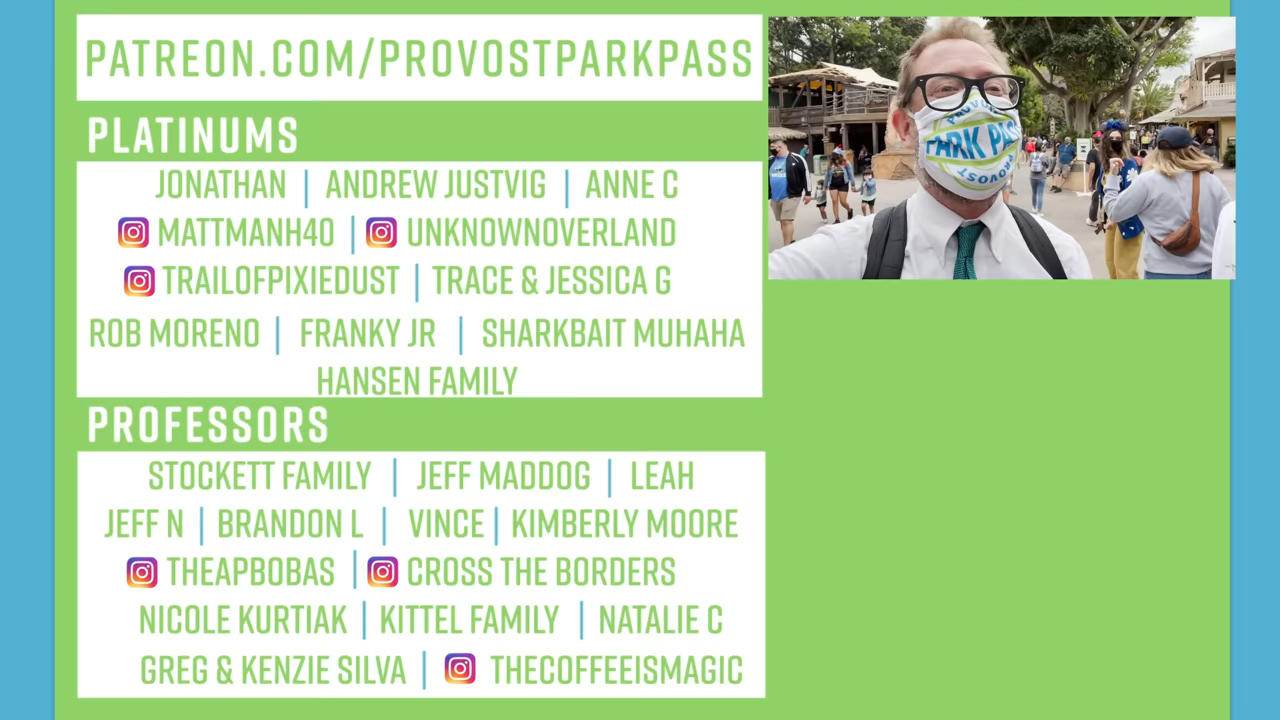 PATREON.COM/PROVOSTPARKPASS
PLATINUMS
JONATHAN | ANDREW JUSTVIG | ANNE C
MATTMANH40 | UNKNOWNOVERLAND
TRAILOFPIXIEDUST | TRACE & JESSICA G
ROB MORENO | FRANKY JR | SHARKBAIT MUHAHA
HANSEN FAMILY
PROFESSORS
STOCKETT FAMILY | JEFF MADDOG | LEAH
JEFF N | BRANDON L | VINCE | KIMBERLY MOORE
THEAPBOBAS | CROSS THE BORDERS
NICOLE KURTIAK | KITTEL FAMILY | NATALIE C
GREG & KENZIE SILVA | THECOFFEEISMAGIC
PROVOST
PARK PASS
PROVOST